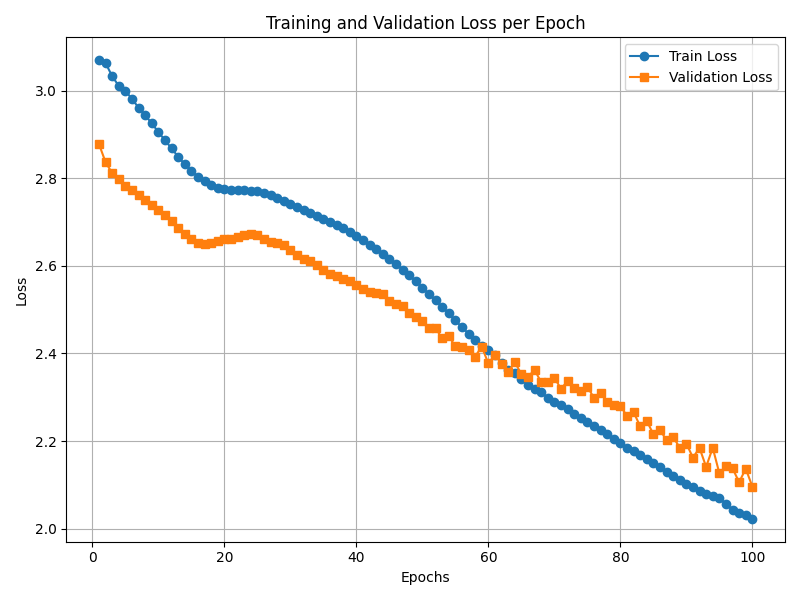 Training and Validation Loss per Epoch
Train Loss
Validation Loss
3.0
2.8
2.6
2.4
2.2
2.0
Loss
0 20 40 60 80 100
Epochs